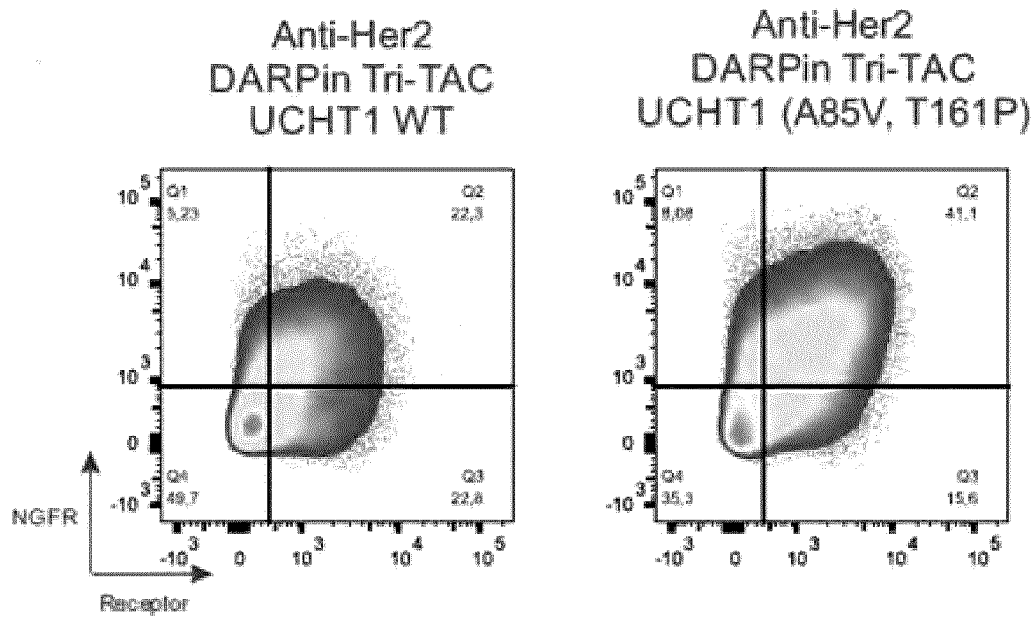 Anti-Her2
DARPin Tri-TAC
UCHT1 WT
Anti-Her2
DARPin Tri-TAC
UCHT1 (A85V, T161P)
Q1
5,23
Q2
22,3
Q4
49,7
Q3
22,8
10^5
10^4
10^3
0
-10^3
-10^3 0 10^3 10^4 10^5
Q1
Q2
41,1
Q4
35,3
Q3
15,6
10^5
10^4
10^3
0
-10^3
-10^3 0 10^3 10^4 10^5
NGFR
Receptor